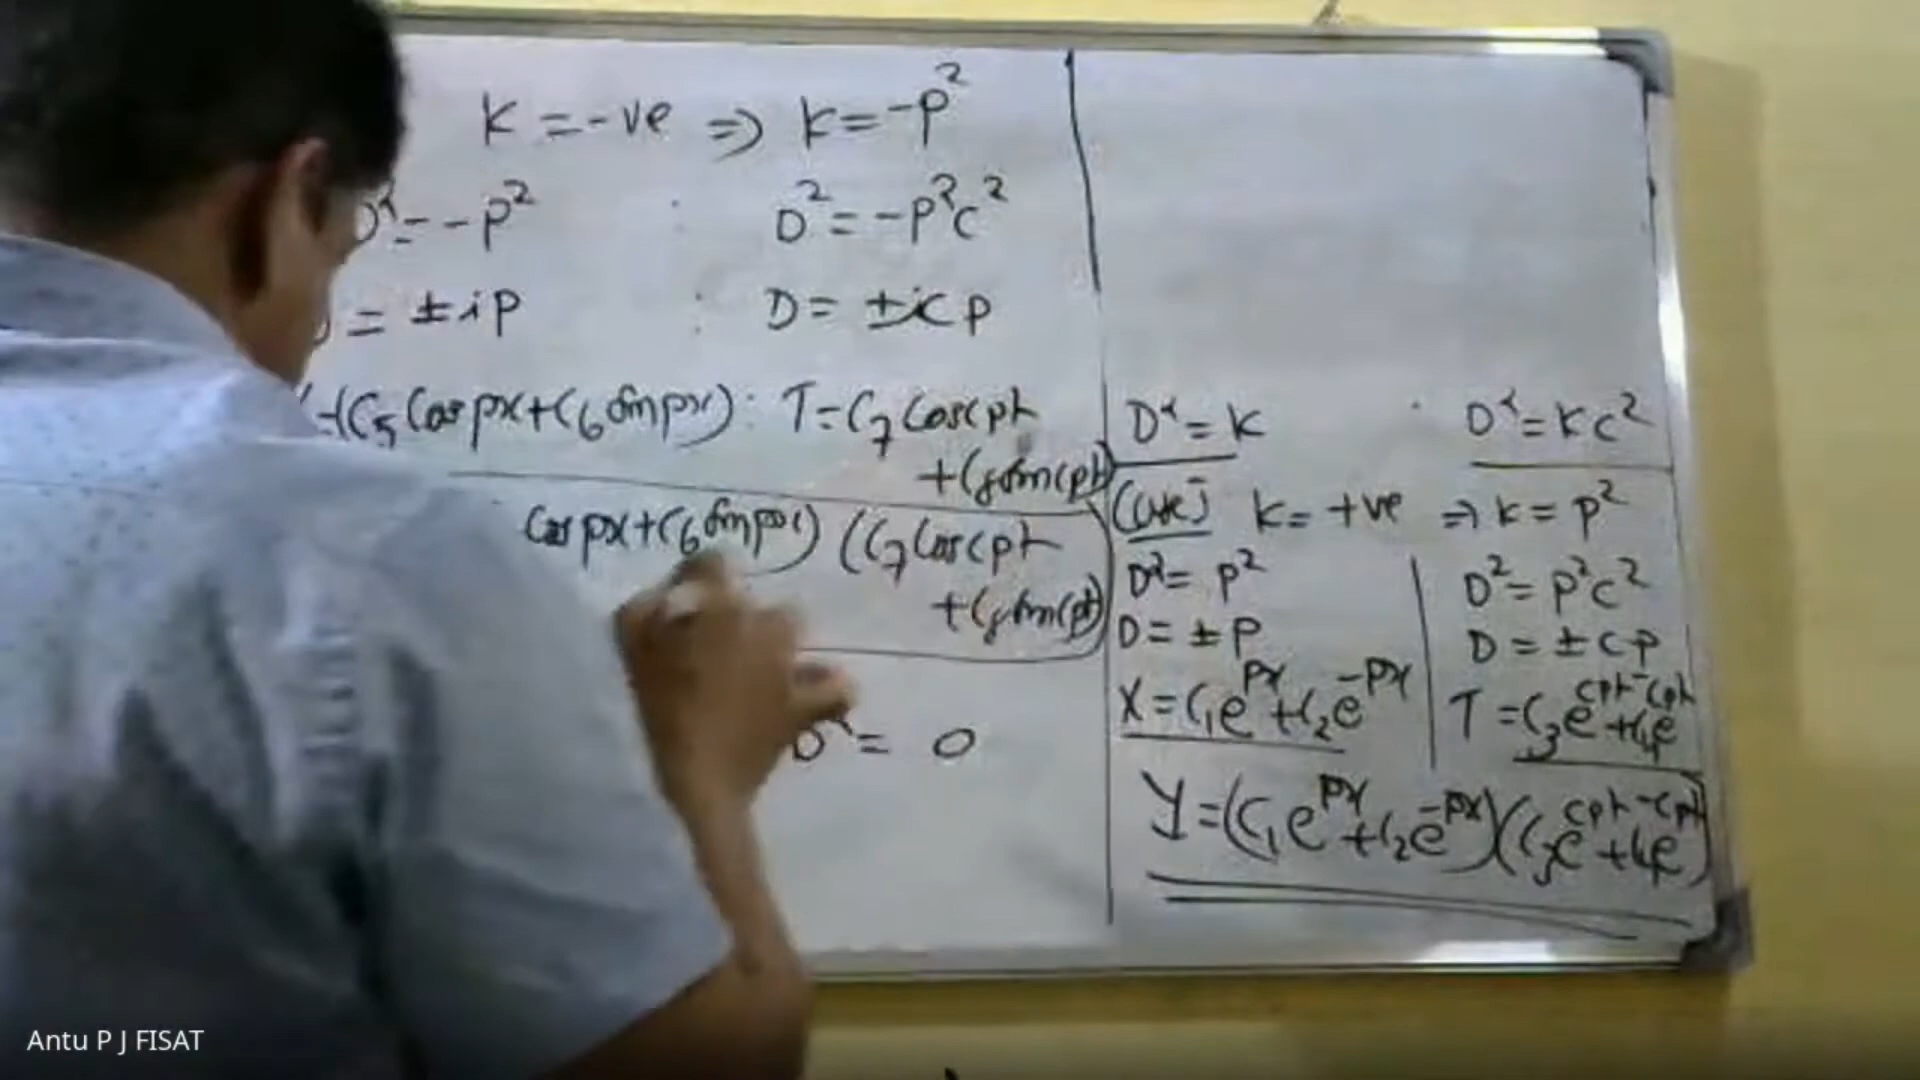 K = -ve ⇒ K = -p²
D² = -p² : D² = -p²c²
= ± i p : D = ± i c p
(C₅ Cos px + C₆ Sin px) : T = C₇ Cos cpt
+ C₈ Sin cpt)
Cos px + C₆ Sin px) (C₇ Cos cpt
+ C₈ Sin cpt)
D² = 0
D² = K : D² = Kc²
Case 1 K = +ve ⇒ K = p²
D² = p² D² = p²c²
D = ± p D = ± c p
X = C₁e^px + C₂e^-px T = C₃e^cpt + C₄e^-cpt
Y = (C₁e^px + C₂e^-px)(C₃e^cpt + C₄e^-cpt)
Antu P J FISAT